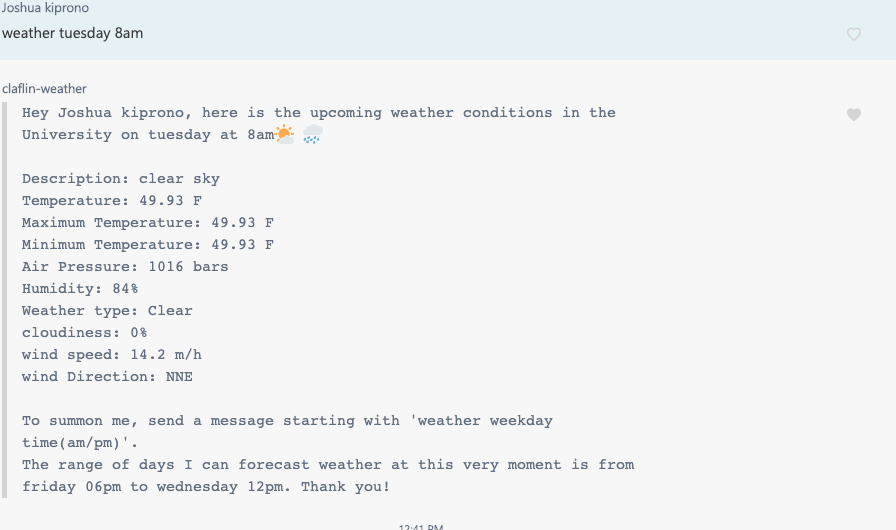 Joshua kiprono
weather tuesday 8am
claflin-weather
Hey Joshua kiprono, here is the upcoming weather conditions in the
University on tuesday at 8am🌤️ 🌧️
Description: clear sky
Temperature: 49.93 F
Maximum Temperature: 49.93 F
Minimum Temperature: 49.93 F
Air Pressure: 1016 bars
Humidity: 84%
Weather type: Clear
cloudiness: 0%
wind speed: 14.2 m/h
wind Direction: NNE
To summon me, send a message starting with 'weather weekday
time(am/pm)'.
The range of days I can forecast weather at this very moment is from
friday 06pm to wednesday 12pm. Thank you!
12:41 PM